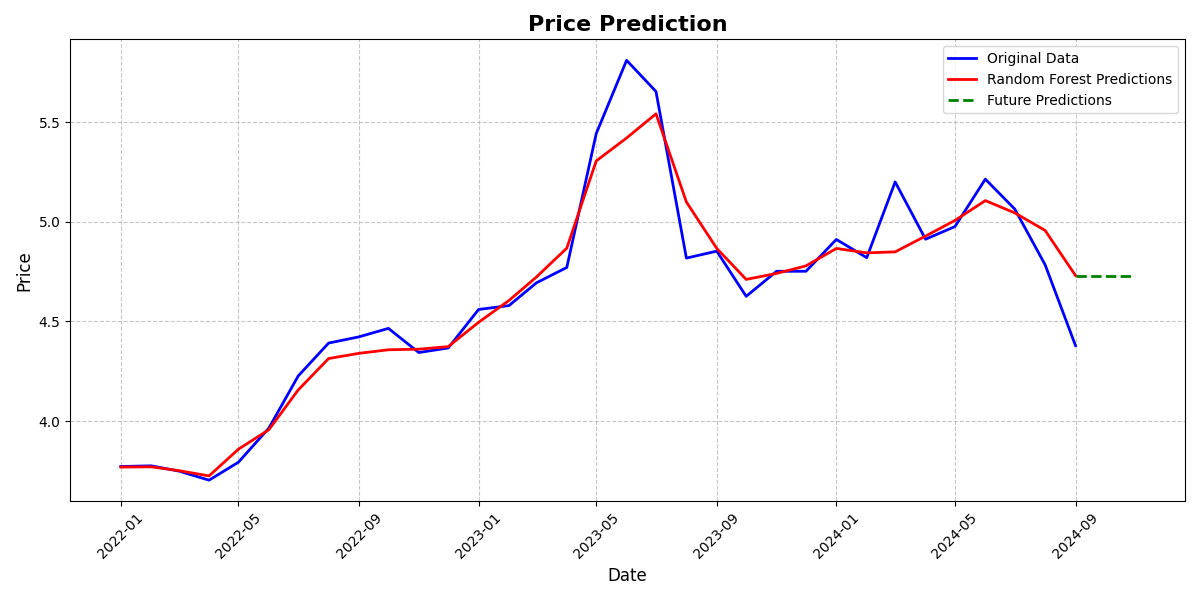 Price Prediction
Original Data
Random Forest Predictions
Future Predictions
Price
5.5
5.0
4.5
4.0
2022-01
2022-05
2022-09
2023-01
2023-05
2023-09
2024-01
2024-05
2024-09
Date